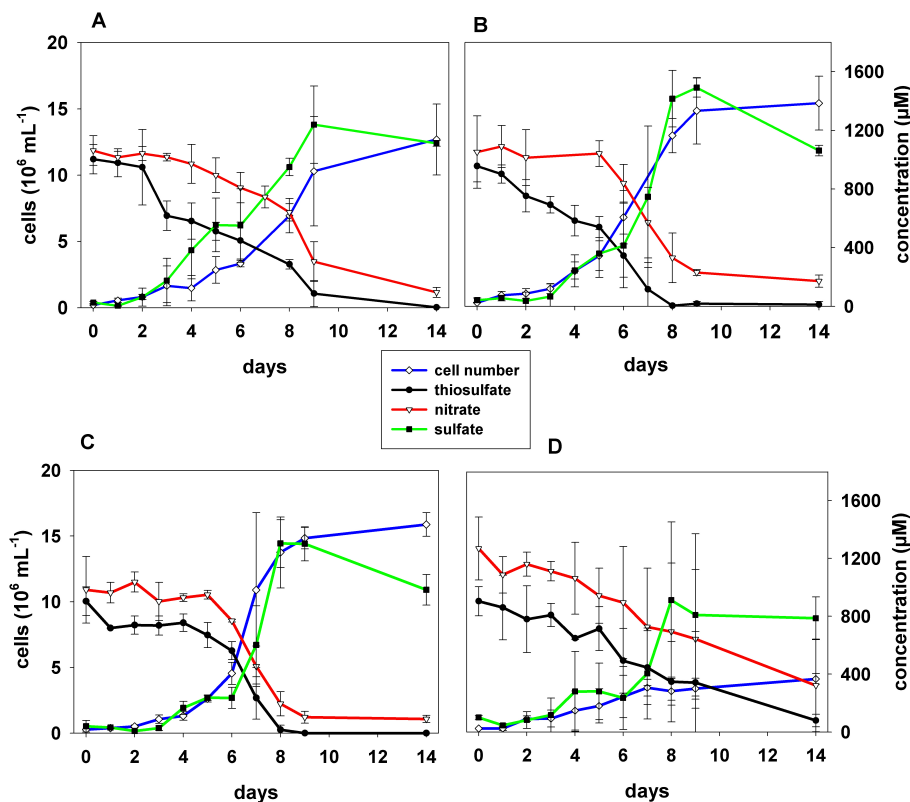 A
B
20
15
10
5
0
cells (10⁶ mL⁻¹)
0 2 4 6 8 10 12 14
days
1600
1200
800
400
0
concentration (µM)
0 2 4 6 8 10 12 14
days
cell number
thiosulfate
nitrate
sulfate
C
D
20
15
10
5
0
cells (10⁶ mL⁻¹)
0 2 4 6 8 10 12 14
days
1600
1200
800
400
0
concentration (µM)
0 2 4 6 8 10 12 14
days